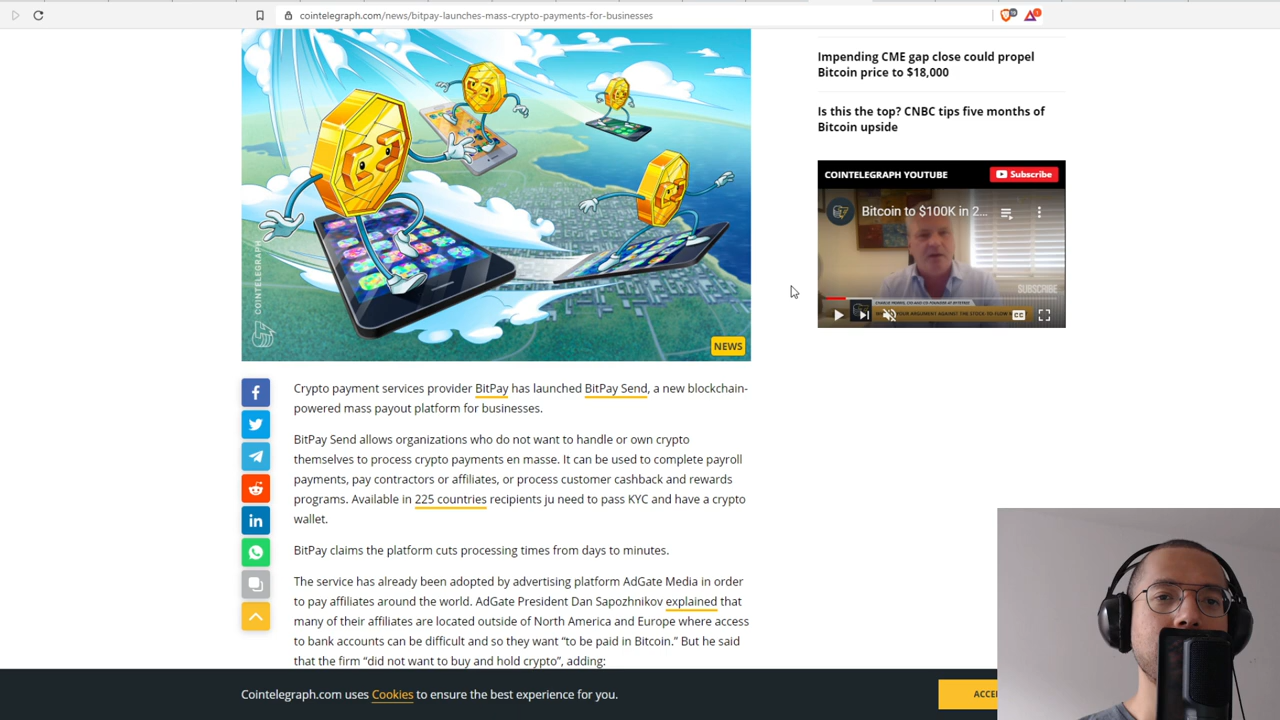 cointelegraph.com/news/bitpay-launches-mass-crypto-payments-for-businesses
Impending CME gap close could propel
Bitcoin price to $18,000
Is this the top? CNBC tips five months of
Bitcoin upside
COINTELEGRAPH YOUTUBE
Subscribe
Bitcoin to $100K in 2...
SUBSCRIBE
CC
COINTELEGRAPH
NEWS
Crypto payment services provider BitPay has launched BitPay Send, a new blockchain-
powered mass payout platform for businesses.
BitPay Send allows organizations who do not want to handle or own crypto
themselves to process crypto payments en masse. It can be used to complete payroll
payments, pay contractors or affiliates, or process customer cashback and rewards
programs. Available in 225 countries recipients ju need to pass KYC and have a crypto
wallet.
BitPay claims the platform cuts processing times from days to minutes.
The service has already been adopted by advertising platform AdGate Media in order
to pay affiliates around the world. AdGate President Dan Sapozhnikov explained that
many of their affiliates are located outside of North America and Europe where access
to bank accounts can be difficult and so they want “to be paid in Bitcoin.” But he said
that the firm “did not want to buy and hold crypto”, adding:
Cointelegraph.com uses Cookies to ensure the best experience for you.
ACCE